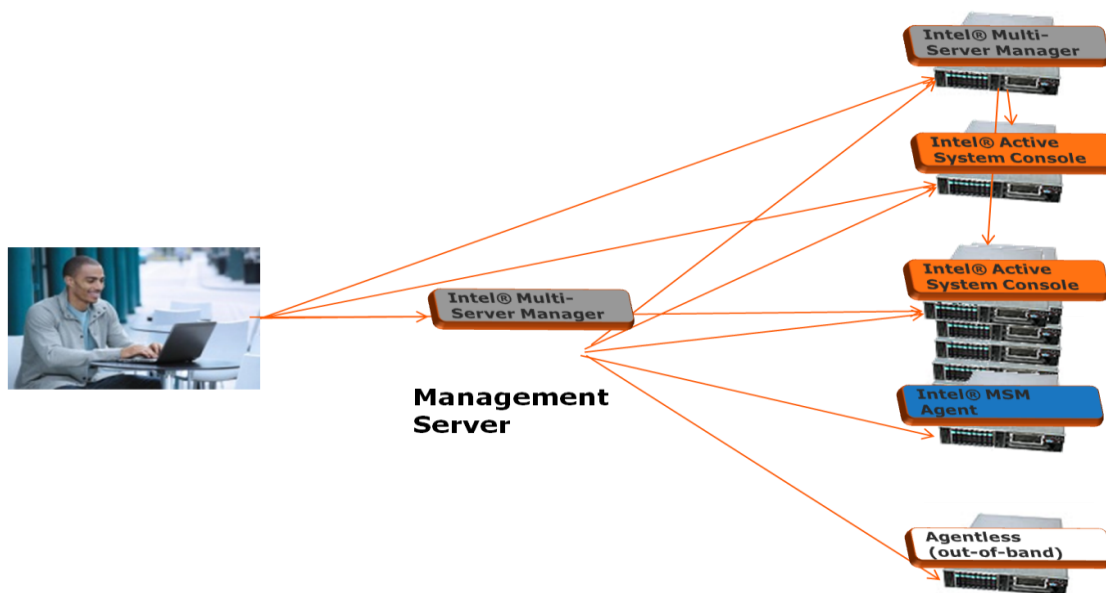 Intel® Multi-
Server Manager
Intel® Active
System Console
Intel® Active
System Console
Intel® Multi-
Server Manager
Management
Server
Intel® MSM
Agent
Agentless
(out-of-band)